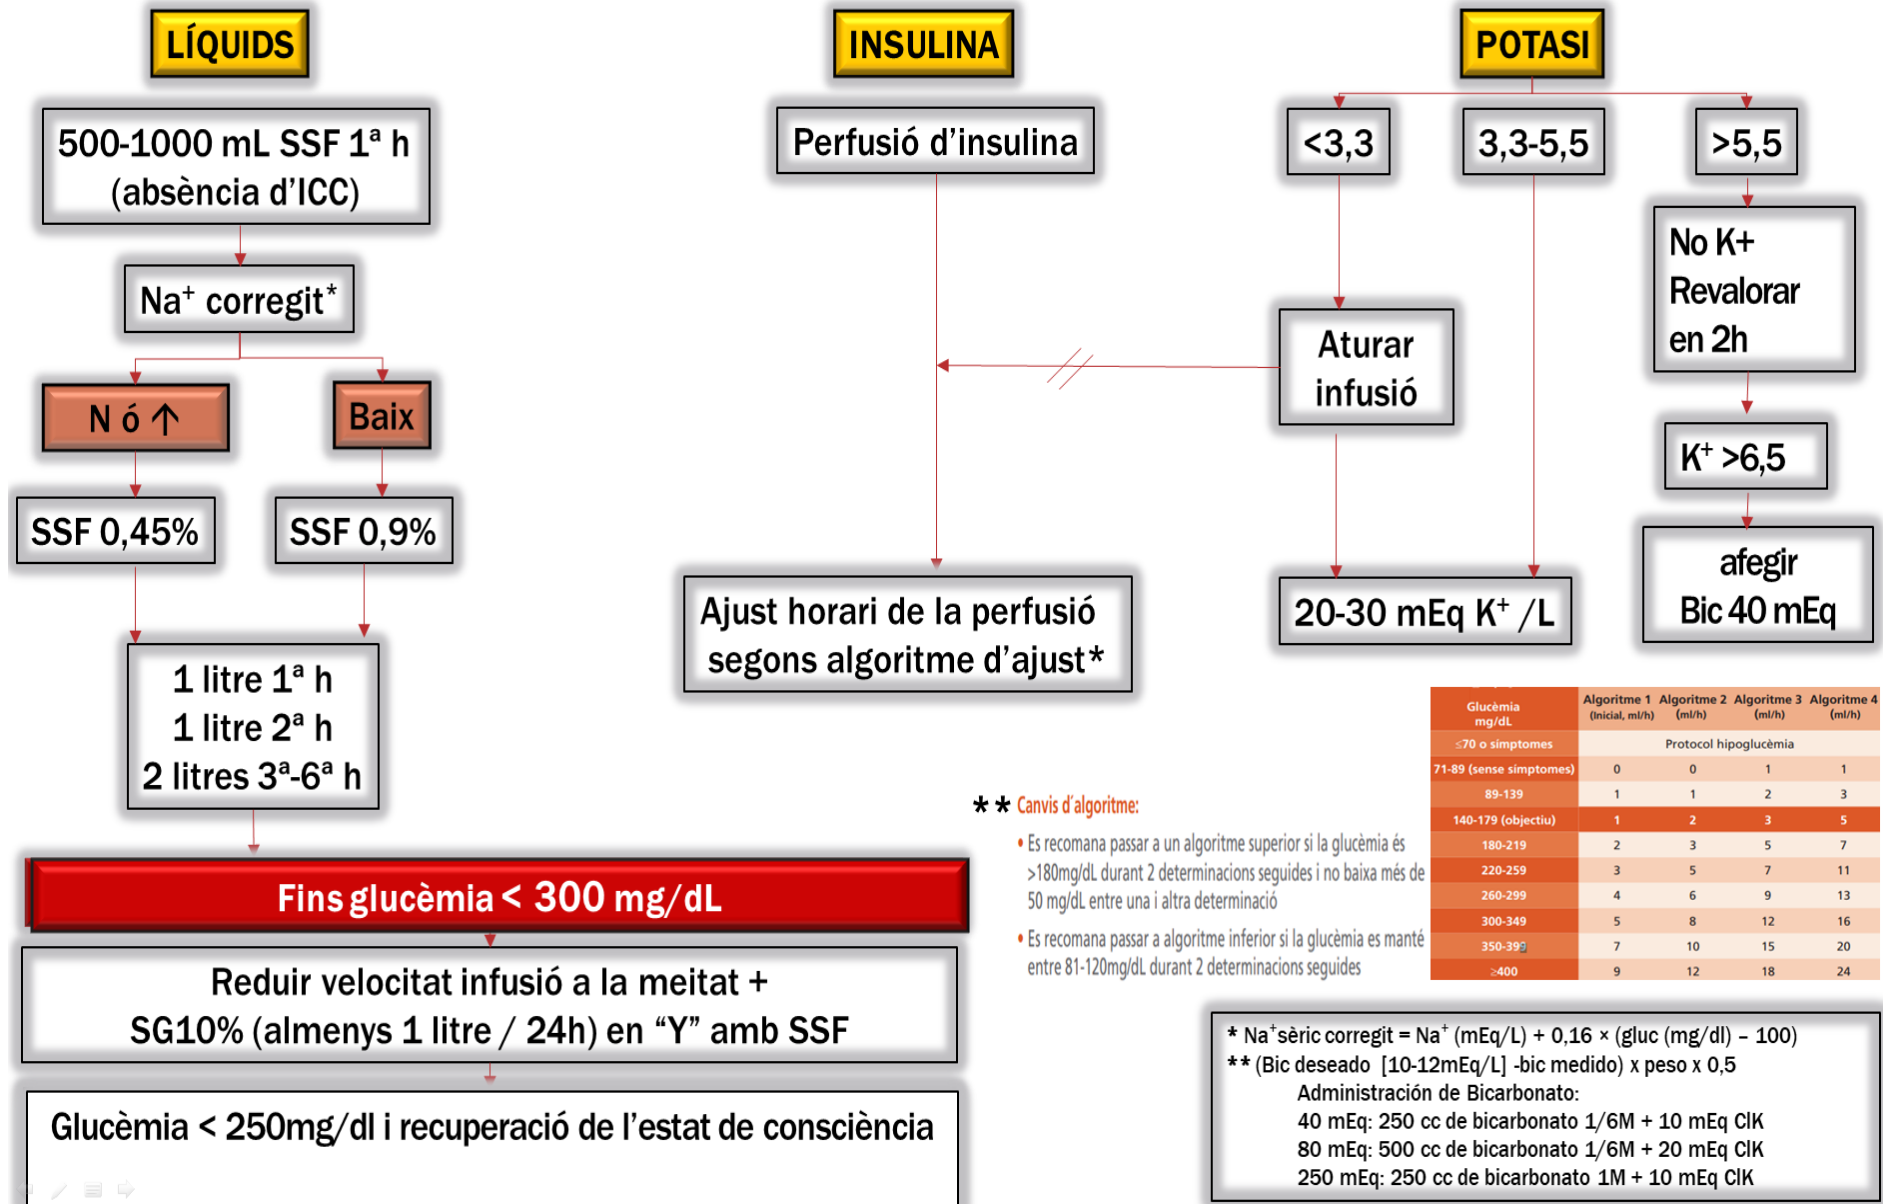 LÍQUIDS
500-1000 mL SSF 1ª h
(absència d'ICC)
Na⁺ corregit*
N ó ↑
Baix
SSF 0,45%
SSF 0,9%
1 litre 1ª h
1 litre 2ª h
2 litres 3ª-6ª h
Fins glucèmia < 300 mg/dL
Reduir velocitat infusió a la meitat +
SG10% (almenys 1 litre / 24h) en “Y” amb SSF
Glucèmia < 250mg/dl i recuperació de l'estat de consciència
INSULINA
Perfusió d'insulina
Ajust horari de la perfusió
segons algoritme d'ajust*
POTASI
<3,3
3,3-5,5
>5,5
Aturar
infusió
20-30 mEq K⁺ /L
No K+
Revalorar
en 2h
K⁺ >6,5
afegir
Bic 40 mEq
** Canvis d´algoritme:
• Es recomana passar a un algoritme superior si la glucèmia és
>180mg/dL durant 2 determinacions seguides i no baixa més de
50 mg/dL entre una i altra determinació
• Es recomana passar a algoritme inferior si la glucèmia es manté
entre 81-120mg/dL durant 2 determinacions seguides
Glucèmia mg/dL Algoritme 1 (Inicial, ml/h) Algoritme 2 (ml/h) Algoritme 3 (ml/h) Algoritme 4 (ml/h)
≤70 o símptomes Protocol hipoglucèmia
71-89 (sense símptomes) 0 0 1 1
89-139 1 1 2 3
140-179 (objectiu) 1 2 3 5
180-219 2 3 5 7
220-259 3 5 7 11
260-299 4 6 9 13
300-349 5 8 12 16
350-399 7 10 15 20
≥400 9 12 18 24
* Na⁺sèric corregit = Na⁺ (mEq/L) + 0,16 × (gluc (mg/dl) – 100)
** (Bic deseado [10-12mEq/L] -bic medido) x peso x 0,5
Administración de Bicarbonato:
40 mEq: 250 cc de bicarbonato 1/6M + 10 mEq ClK
80 mEq: 500 cc de bicarbonato 1/6M + 20 mEq ClK
250 mEq: 250 cc de bicarbonato 1M + 10 mEq ClK